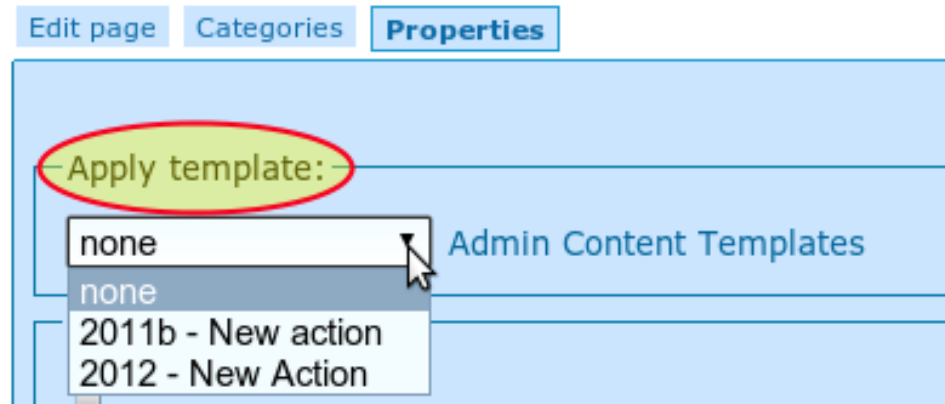 Edit page Categories Properties
Apply template:
none Admin Content Templates
none
2011b - New action
2012 - New Action